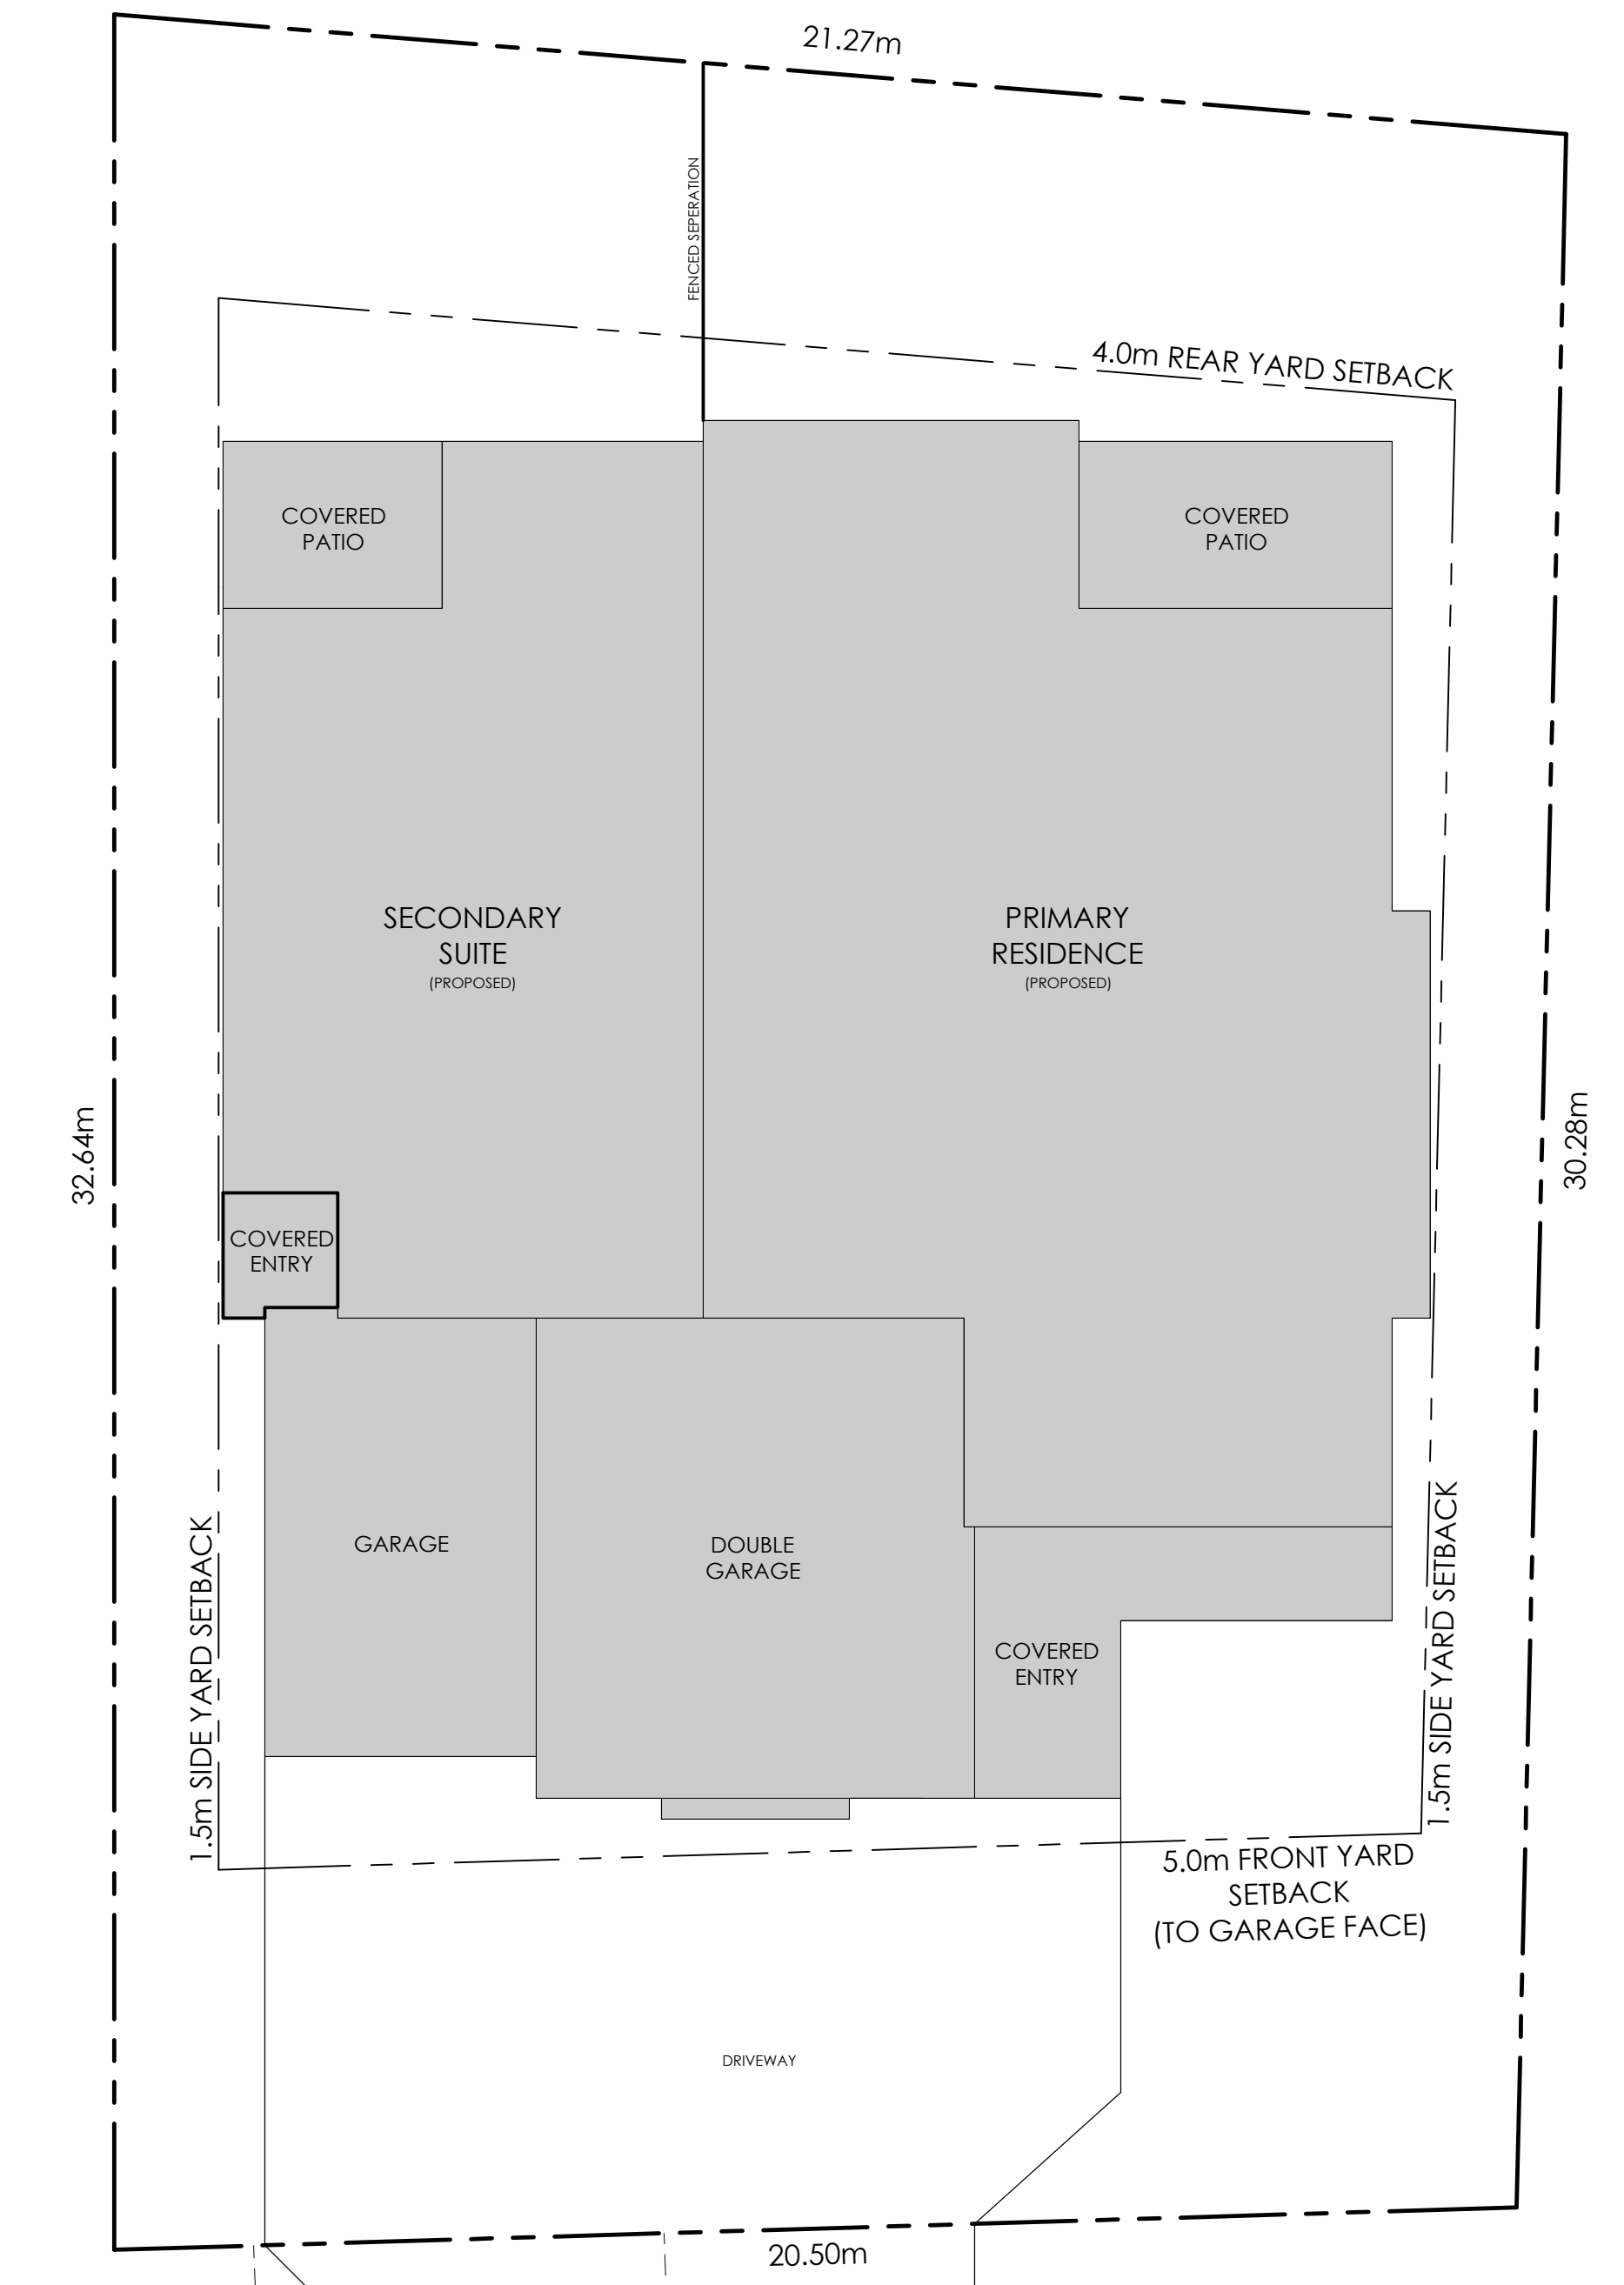 21.27m
FENCED SEPERATION
4.0m REAR YARD SETBACK
COVERED
PATIO
COVERED
PATIO
SECONDARY
SUITE
(PROPOSED)
PRIMARY
RESIDENCE
(PROPOSED)
32.64m
30.28m
COVERED
ENTRY
GARAGE
DOUBLE
GARAGE
COVERED
ENTRY
1.5m SIDE YARD SETBACK
1.5m SIDE YARD SETBACK
5.0m FRONT YARD
SETBACK
(TO GARAGE FACE)
DRIVEWAY
20.50m